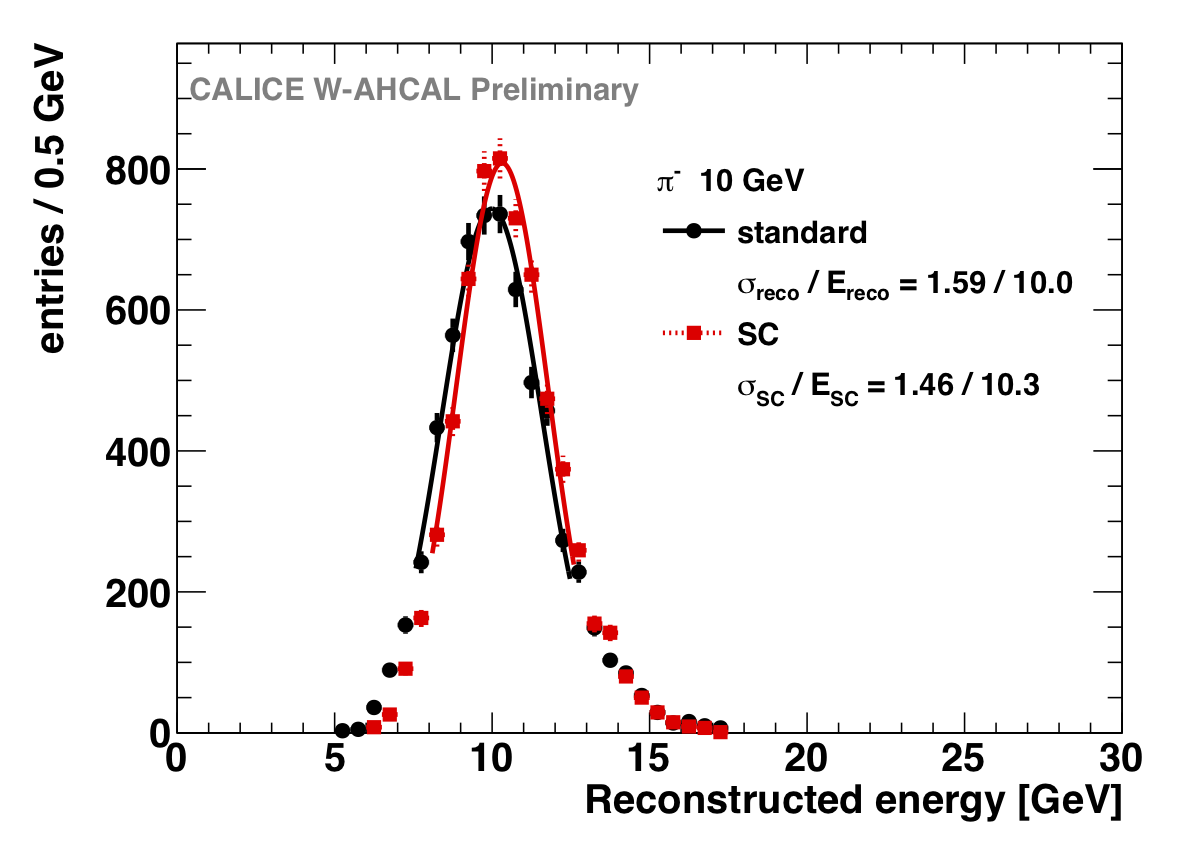 entries / 0.5 GeV
CALICE W-AHCAL Preliminary
π- 10 GeV
standard
σreco / Ereco = 1.59 / 10.0
SC
σSC / ESC = 1.46 / 10.3
800
600
400
200
0
0 5 10 15 20 25 30
Reconstructed energy [GeV]